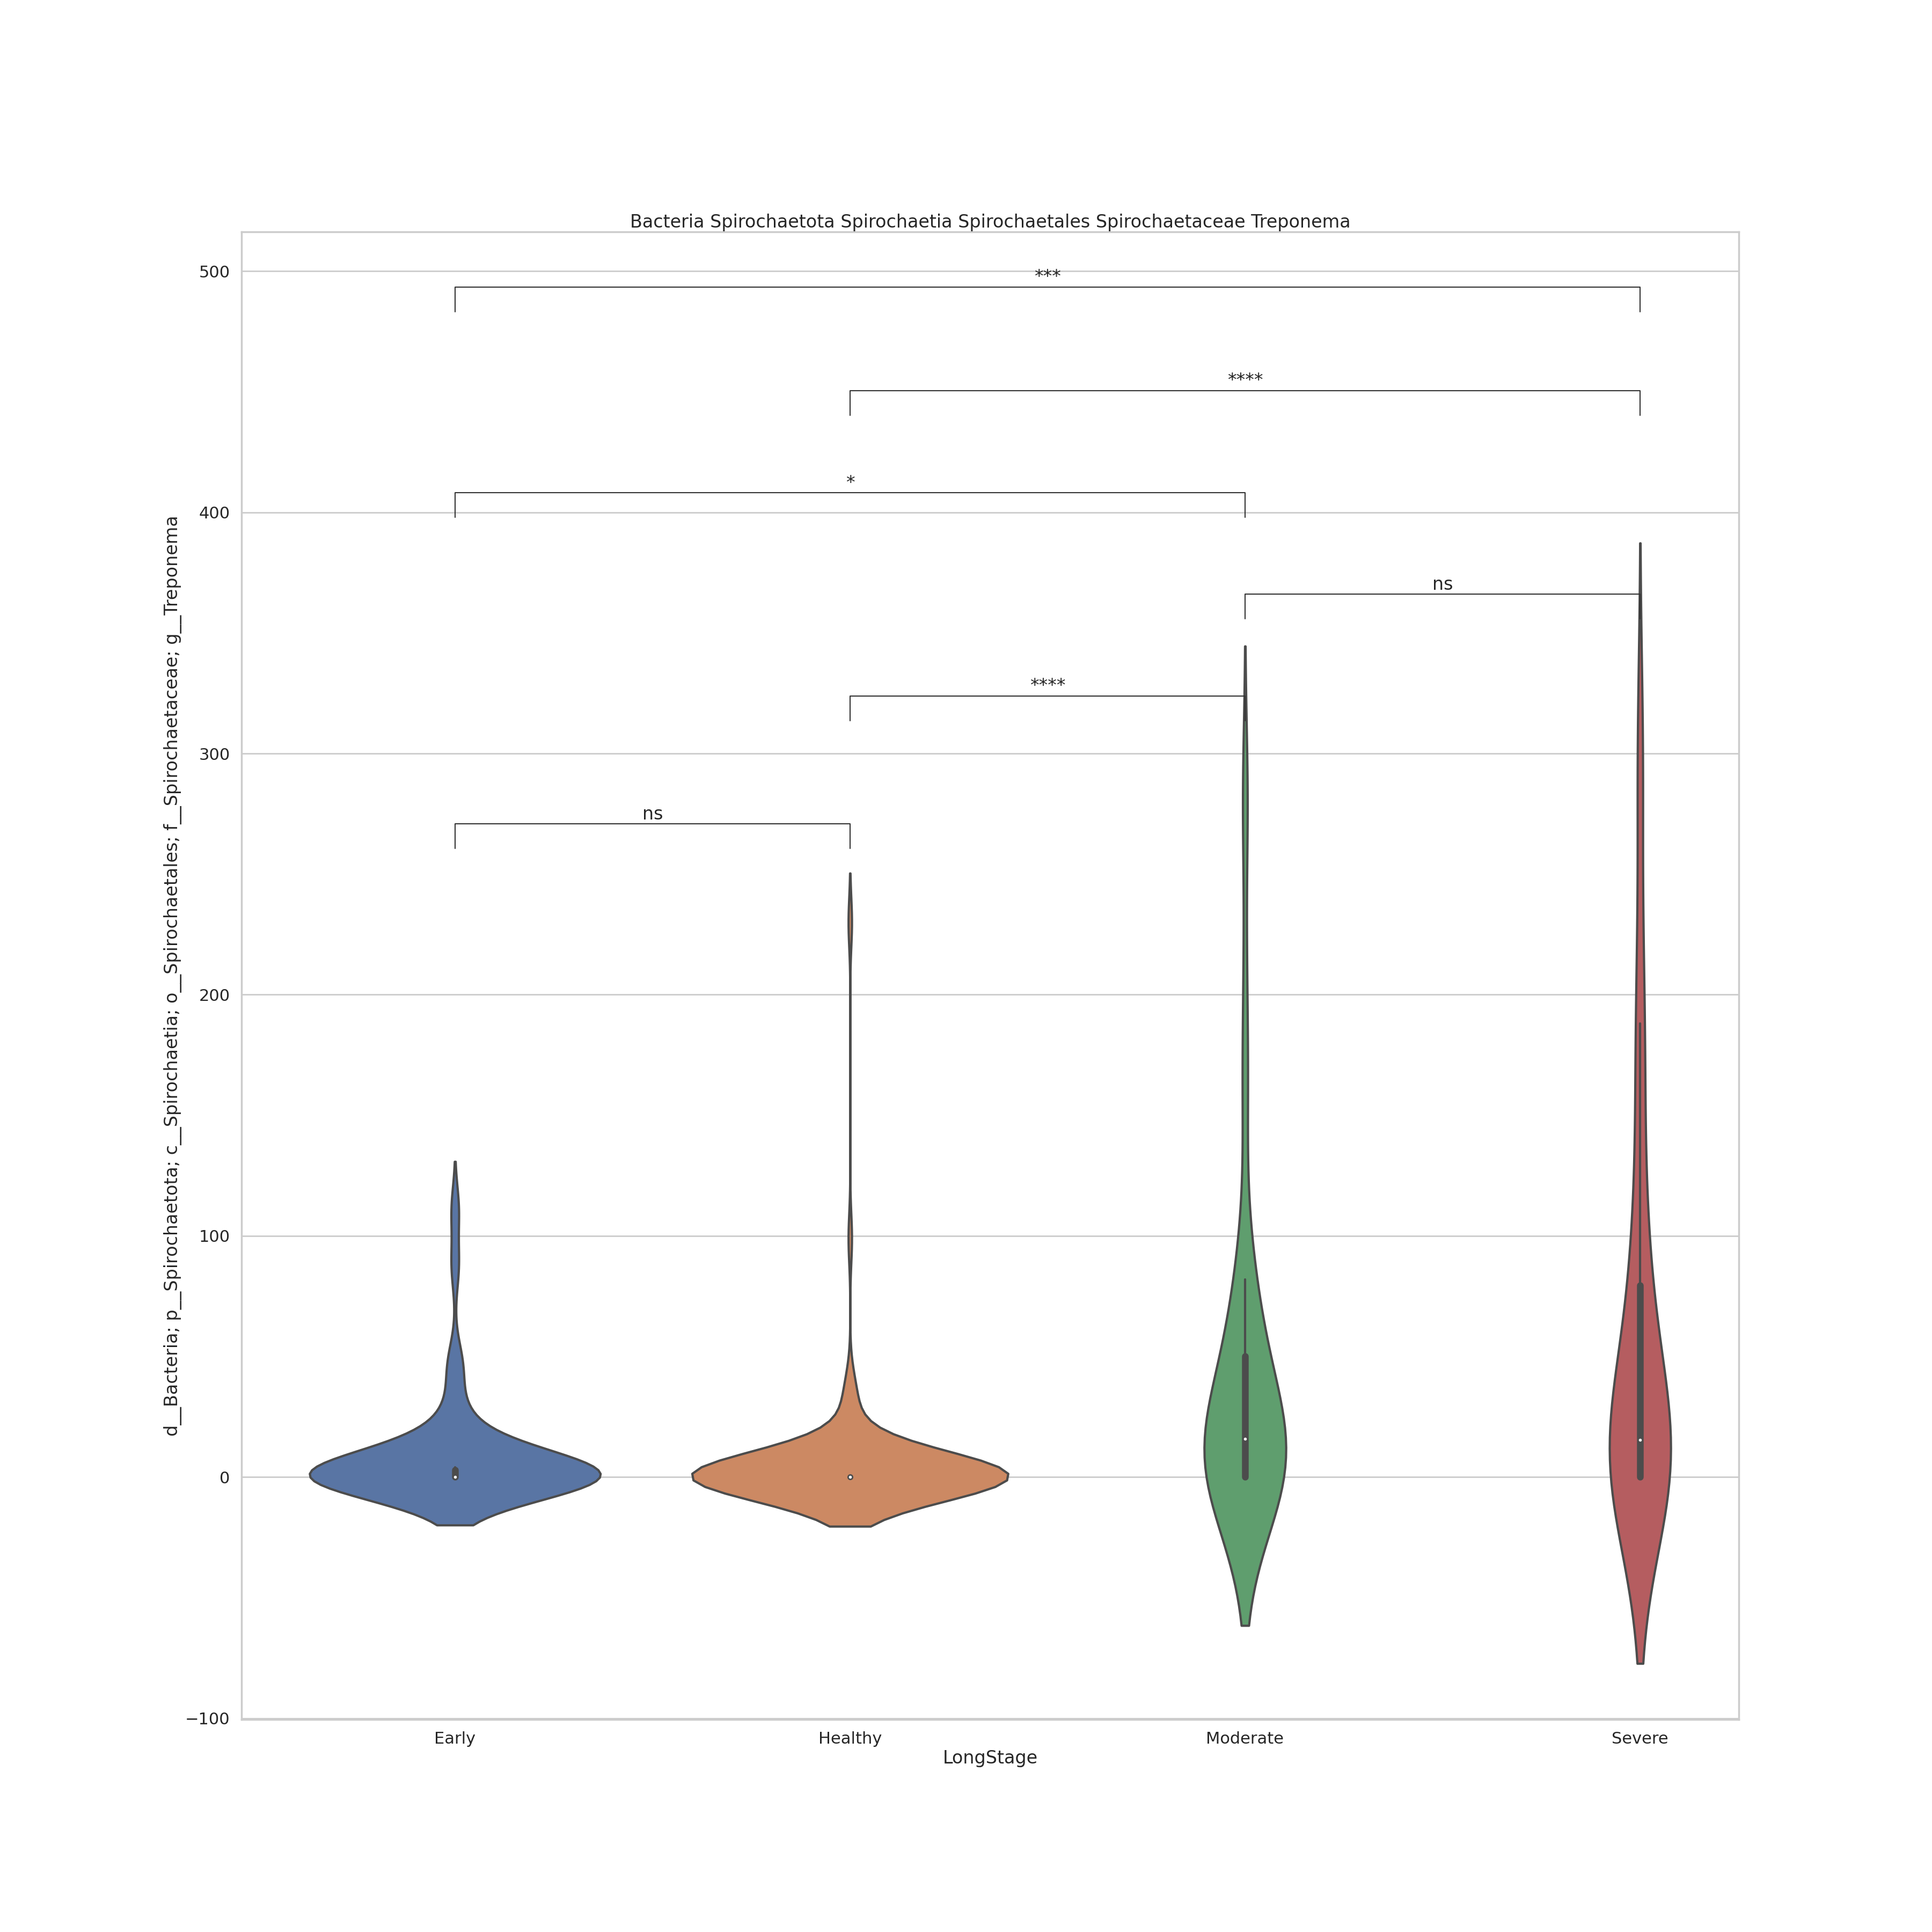 Bacteria Spirochaetota Spirochaetia Spirochaetales Spirochaetaceae Treponema
d__Bacteria; p__Spirochaetota; c__Spirochaetia; o__Spirochaetales; f__Spirochaetaceae; g__Treponema
500
400
300
200
100
0
−100
***
****
*
ns
****
ns
Early Healthy Moderate Severe
LongStage